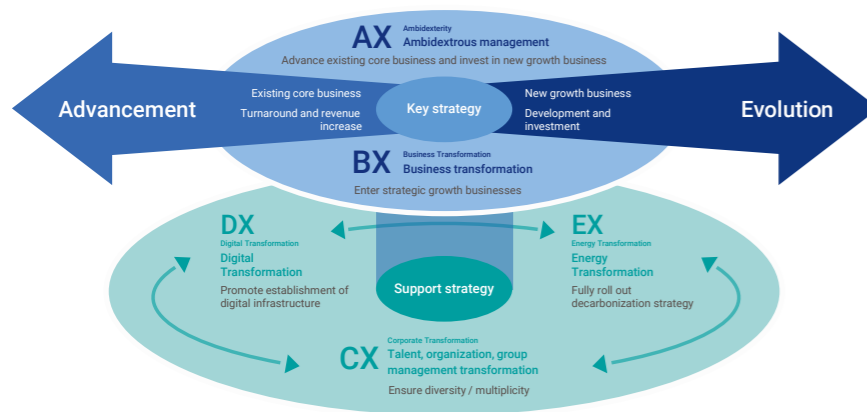 AX
Ambidexterity
Ambidextrous management
Advance existing core business and invest in new growth business
Advancement
Existing core business
Turnaround and revenue
increase
Key strategy
New growth business
Development and
investment
Evolution
BX
Business Transformation
Business transformation
Enter strategic growth businesses
DX
Digital Transformation
Digital
Transformation
Promote establishment of
digital infrastructure
EX
Energy Transformation
Energy
Transformation
Fully roll out
decarbonization strategy
Support strategy
CX
Corporate Transformation
Talent, organization, group
management transformation
Ensure diversity / multiplicity